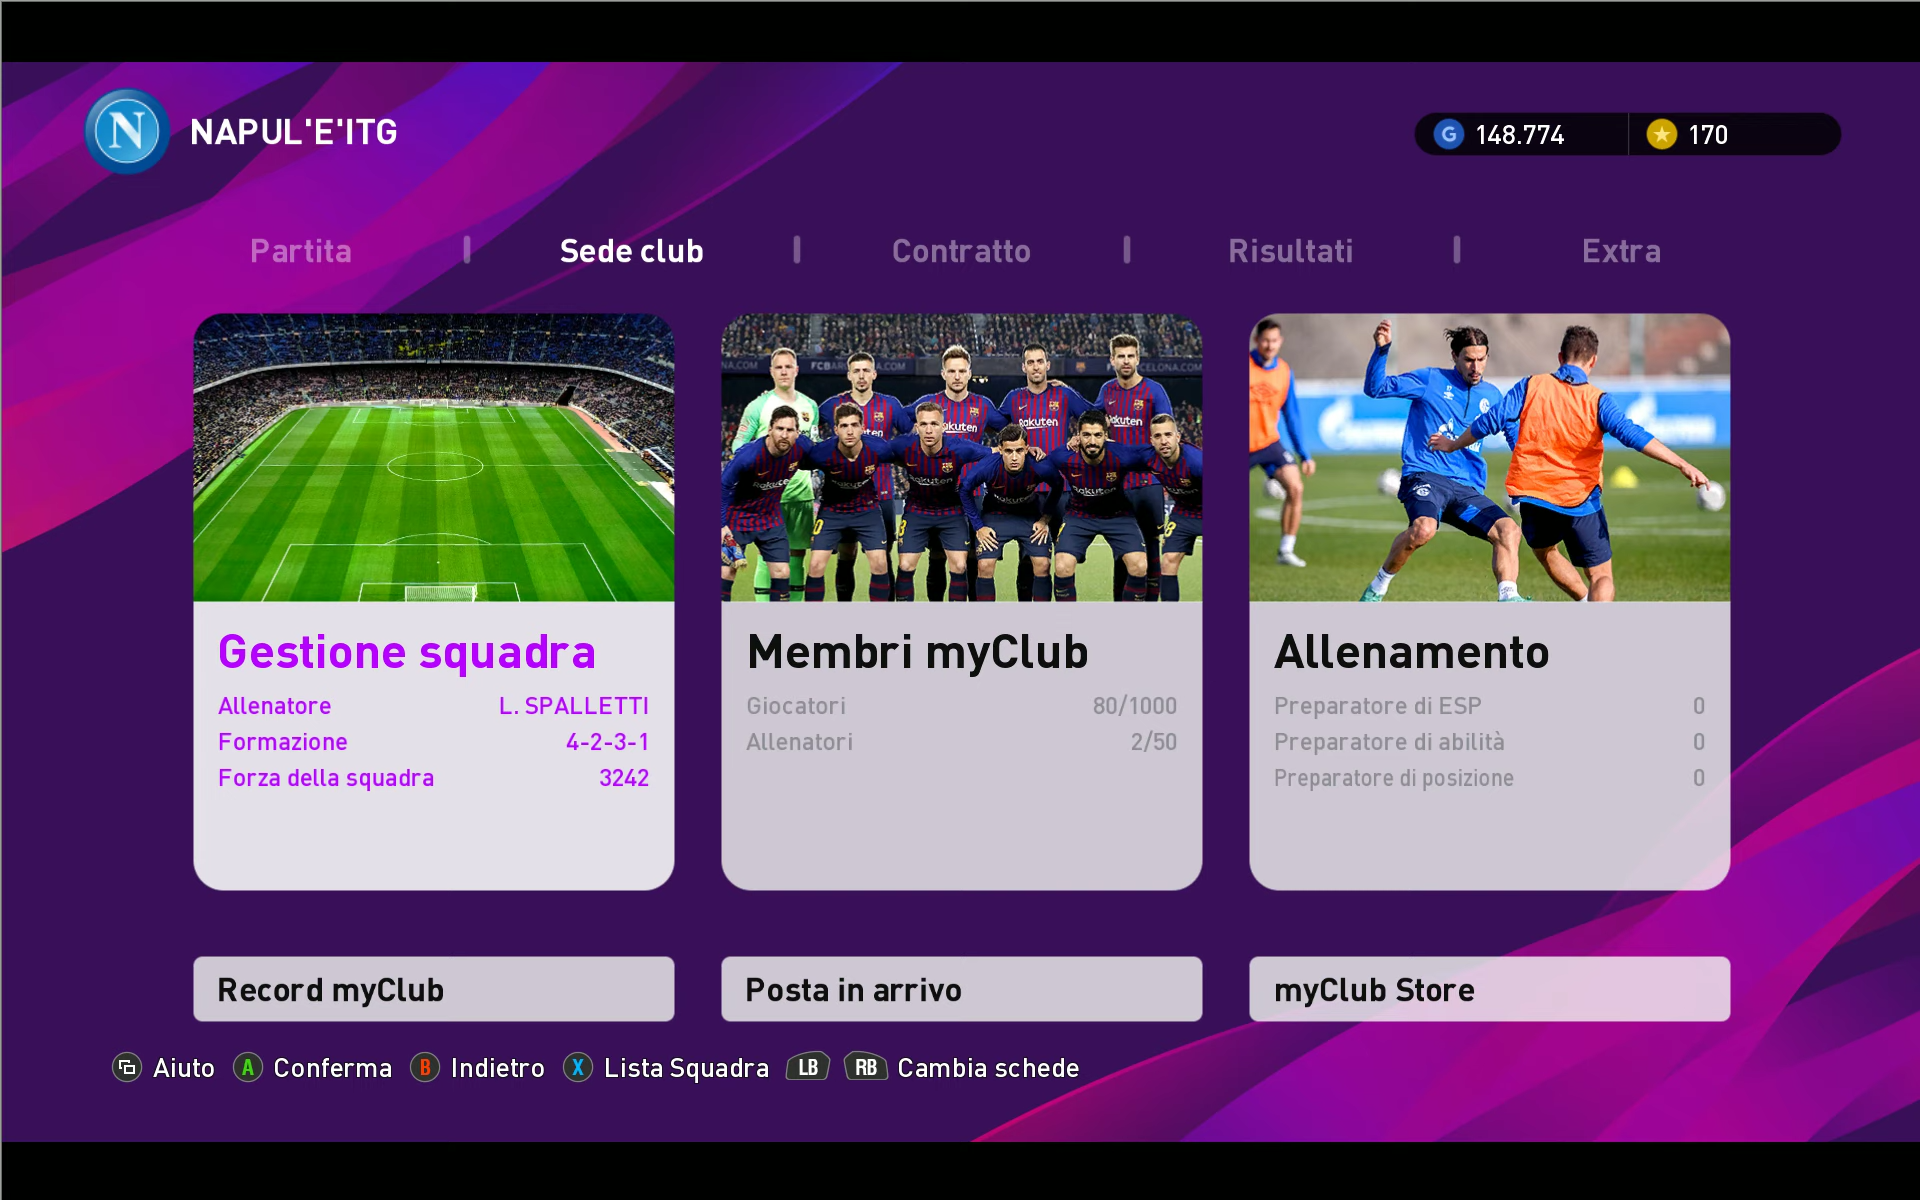 N
NAPUL'E'ITG
G 148.774
170
Partita
Sede club
Contratto
Risultati
Extra
Gestione squadra
Allenatore L. SPALLETTI
Formazione 4-2-3-1
Forza della squadra 3242
Membri myClub
Giocatori 80/1000
Allenatori 2/50
Allenamento
Preparatore di ESP 0
Preparatore di abilità 0
Preparatore di posizione 0
Record myClub
Posta in arrivo
myClub Store
Aiuto A Conferma B Indietro X Lista Squadra LB RB Cambia schede